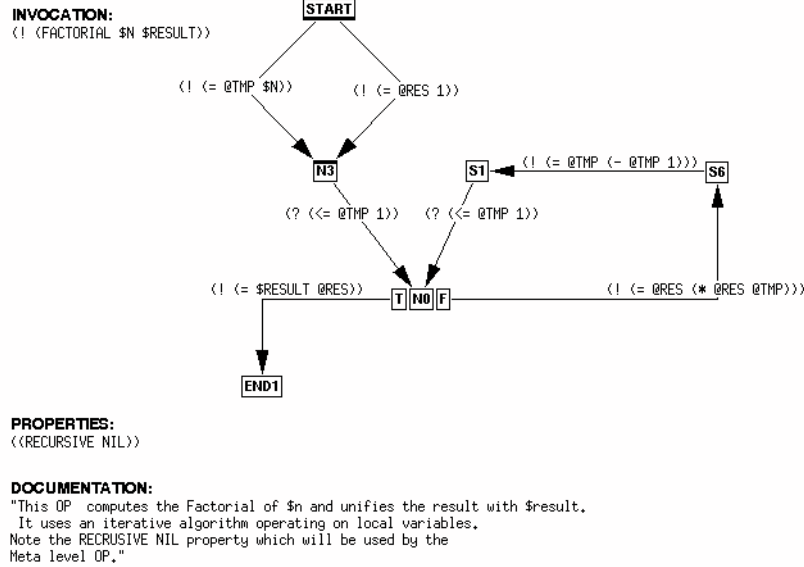 INVOCATION:
(! (FACTORIAL $N $RESULT))
START
(! (= @TMP $N))
(! (= @RES 1))
N3
S1
(! (= @TMP (- @TMP 1)))
S6
(? (<= @TMP 1))
(? (<= @TMP 1))
(! (= $RESULT @RES))
T N0 F
(! (= @RES (* @RES @TMP)))
END1
PROPERTIES:
((RECURSIVE NIL))
DOCUMENTATION:
"This OP  computes the Factorial of $n and unifies the result with $result.
It uses an iterative algorithm operating on local variables.
Note the RECRUSIVE NIL property which will be used by the
Meta level OP."